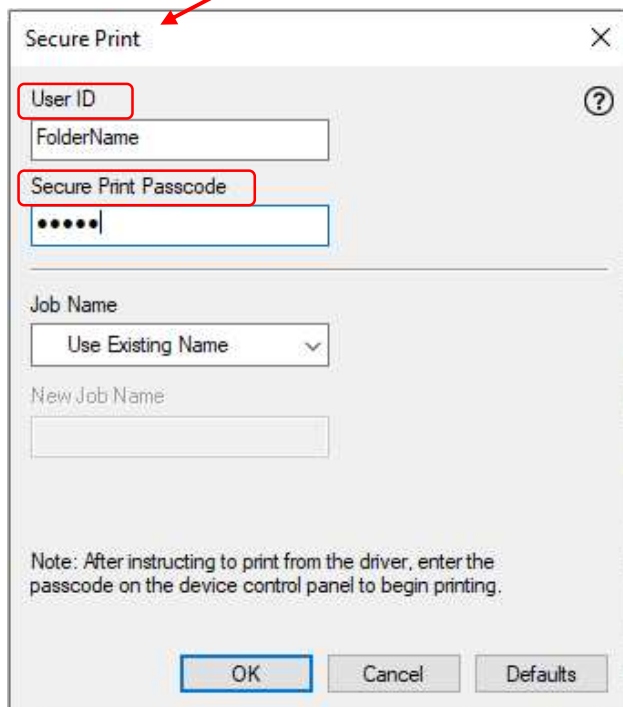 Secure Print
User ID
FolderName
Secure Print Passcode
•••••
Job Name
Use Existing Name
New Job Name
Note: After instructing to print from the driver, enter the
passcode on the device control panel to begin printing.
OK Cancel Defaults